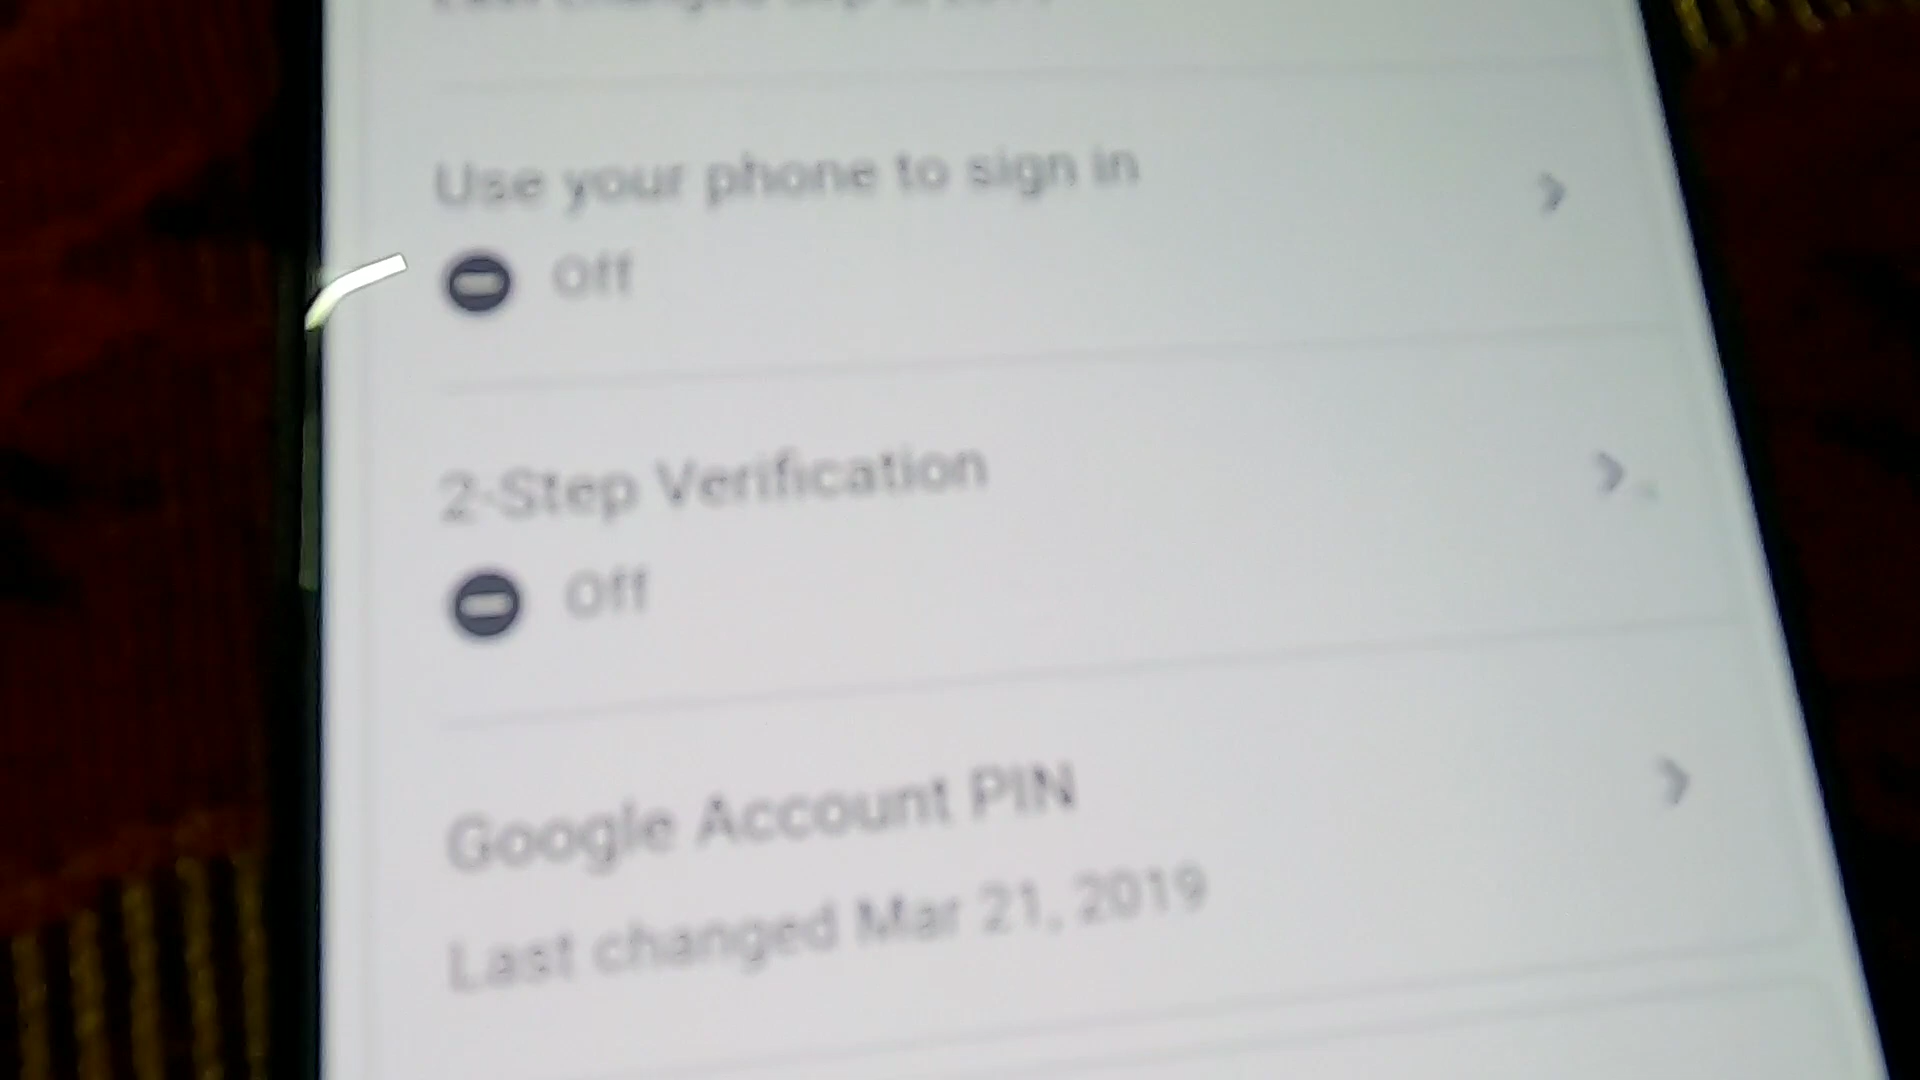 Use your phone to sign in
Off
2-Step Verification
Off
Google Account PIN
Last changed Mar 21, 2019